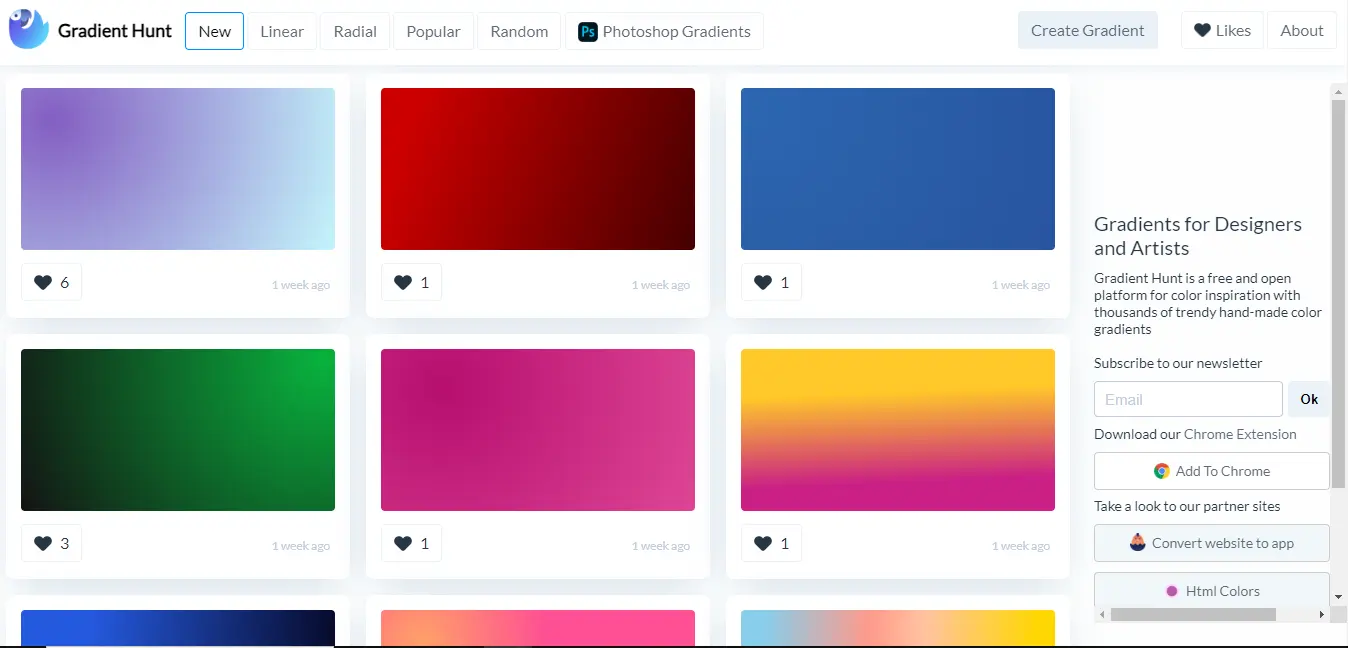 Gradient Hunt
New
Linear
Radial
Popular
Random
Ps Photoshop Gradients
Create Gradient
Likes
About
6
1 week ago
1
1 week ago
1
1 week ago
3
1 week ago
1
1 week ago
1
1 week ago
Gradients for Designers
and Artists
Gradient Hunt is a free and open
platform for color inspiration with
thousands of trendy hand-made color
gradients
Subscribe to our newsletter
Email
Ok
Download our Chrome Extension
Add To Chrome
Take a look to our partner sites
Convert website to app
Html Colors